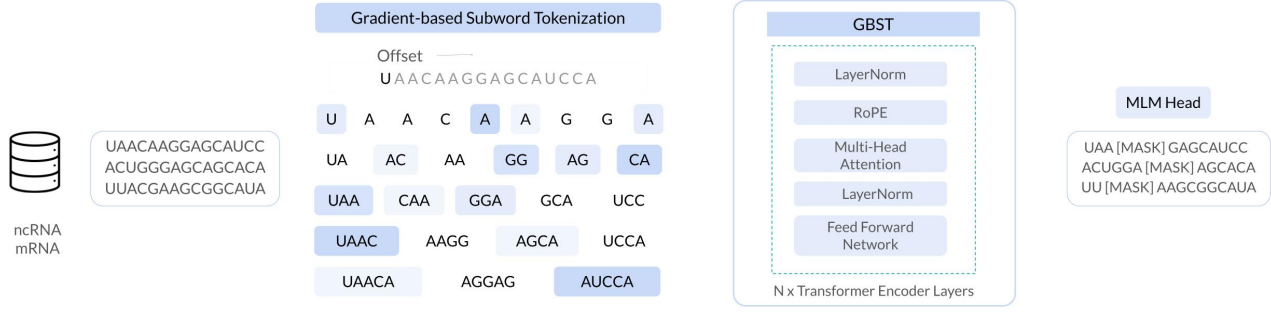 ncRNA
mRNA
UAACAAGGAGCAUCC
ACUGGGAGCAGCACA
UUACGAAGCGGCAUA
Gradient-based Subword Tokenization
Offset
UAACAAGGAGCAUCCA
U A A C A A G G A
UA AC AA GG AG CA
UAA CAA GGA GCA UCC
UAAC AAGG AGCA UCCA
UAACA AGGAG AUCCA
GBST
LayerNorm
RoPE
Multi-Head
Attention
LayerNorm
Feed Forward
Network
N x Transformer Encoder Layers
MLM Head
UAA [MASK] GAGCAUCC
ACUGGA [MASK] AGCACA
UU [MASK] AAGCGGCAUA